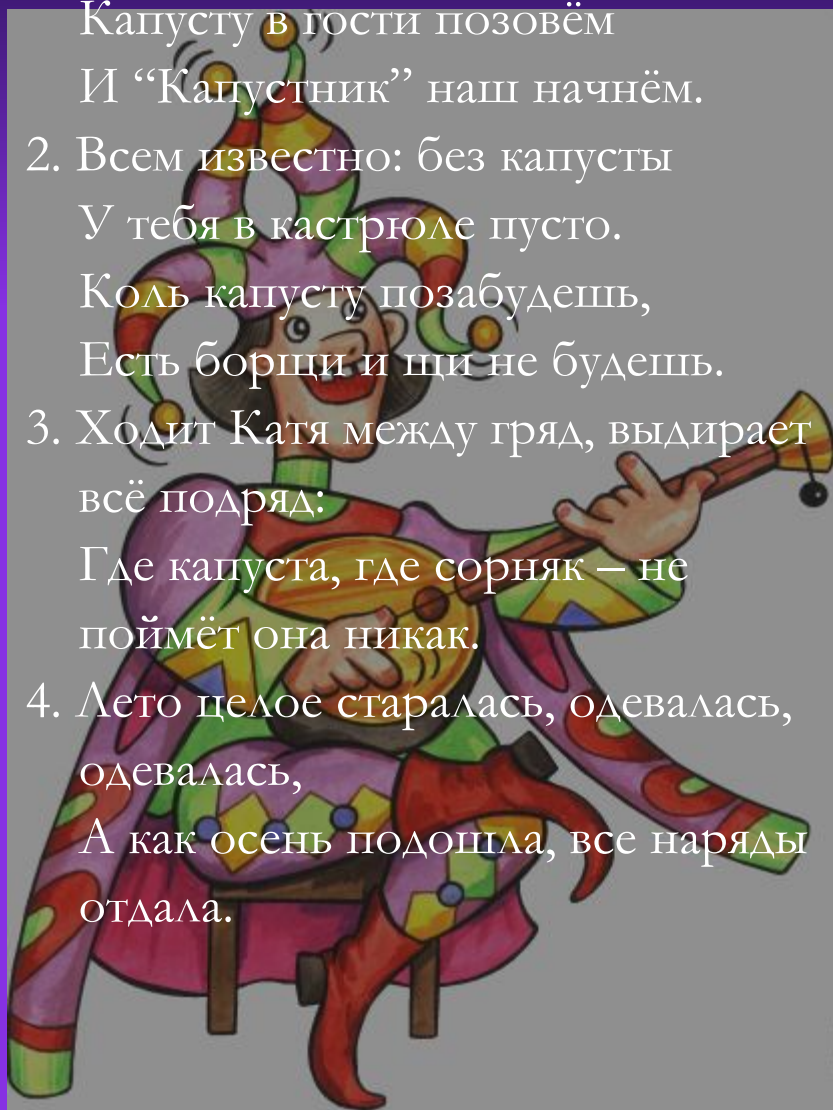 Капусту в гости позовём
И “Капустник” наш начнём.
2. Всем известно: без капусты
У тебя в кастрюле пусто.
Коль капусту позабудешь,
Есть борщи и щи не будешь.
3. Ходит Катя между гряд, выдирает
всё подряд:
Где капуста, где сорняк – не
поймёт она никак.
4. Лето целое старалась, одевалась,
одевалась,
А как осень подошла, все наряды
отдала.